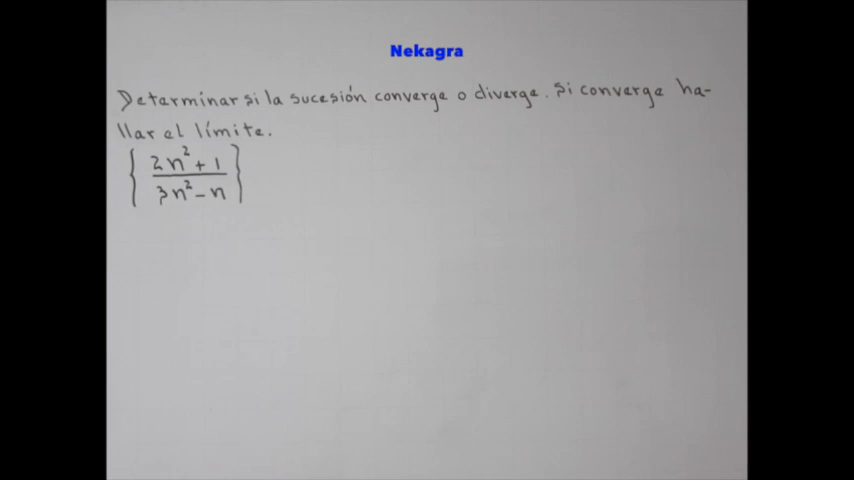 Nekagra
Determinar si la sucesión converge o diverge. Si converge ha-
llar el límite.
{ 2n² + 1 / 3n² - n }